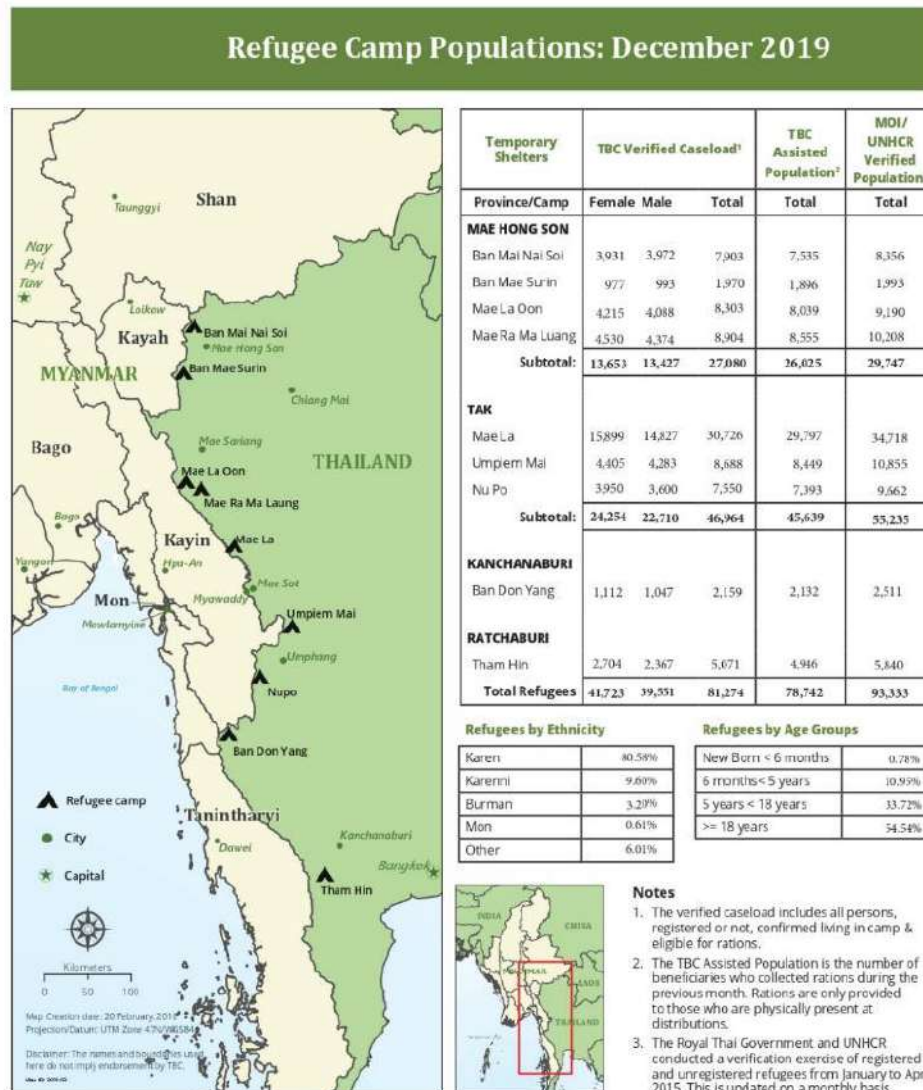 Refugee Camp Populations: December 2019
Shan
Taunggyi
Nay
Pyi
Taw
Loikow
Kayah
Ban Mai Nai Soi
Mae Hong Son
MYANMAR
Ban Mae Surin
Chiang Mai
Bago
Mae Sariang
THAILAND
Mae La Oon
Mae Ra Ma Laung
Bago
Kayin
Mae La
Yangon
Hpa-An
Mae Sot
Mon
Myawaddy
Mawlamyine
Umpiem Mai
Umphang
Bay of Bengal
Nupo
Ban Don Yang
Refugee camp
Tanintharyi
City
Kanchanaburi
Dawei
Capital
Bangkok
Tham Hin
Kilometers
0 50 100
Map Creation date: 20 February,
Projection/Datum: UTM Zone 47N/WGS84
Disclaimer: The names and boundaries used
here do not imply endorsement by TBC.
Temporary
Shelters
TBC Verified Caseload¹
TBC
Assisted
Population²
MOI/
UNHCR
Verified
Population
Province/Camp Female Male Total Total Total
MAE HONG SON
Ban Mai Nai Soi 3,931 3,972 7,903 7,535 8,356
Ban Mae Surin 977 993 1,970 1,896 1,993
Mae La Oon 4,215 4,088 8,303 8,039 9,190
Mae Ra Ma Luang 4,530 4,374 8,904 8,555 10,208
Subtotal: 13,653 13,427 27,080 26,025 29,747
TAK
Mae La 15,899 14,827 30,726 29,797 34,718
Umpiem Mai 4,405 4,283 8,688 8,449 10,855
Nu Po 3,950 3,600 7,550 7,393 9,662
Subtotal: 24,254 22,710 46,964 45,639 55,235
KANCHANABURI
Ban Don Yang 1,112 1,047 2,159 2,132 2,511
RATCHABURI
Tham Hin 2,704 2,367 5,071 4,946 5,840
Total Refugees 41,723 39,551 81,274 78,742 93,333
Refugees by Ethnicity
Karen 80.58%
Karenni 9.60%
Burman 3.20%
Mon 0.61%
Other 6.01%
Refugees by Age Groups
New Born < 6 months 0.78%
6 months< 5 years 10.95%
5 years < 18 years 33.72%
>= 18 years 54.54%
INDIA
CHINA
LAOS
THAILAND
Notes
1. The verified caseload includes all persons,
registered or not, confirmed living in camp &
eligible for rations.
2. The TBC Assisted Population is the number of
beneficiaries who collected rations during the
previous month. Rations are only provided
to those who are physically present at
distributions.
3. The Royal Thai Government and UNHCR
conducted a verification exercise of registered
and unregistered refugees from January to Apr
2015. This is updated on a monthly basis